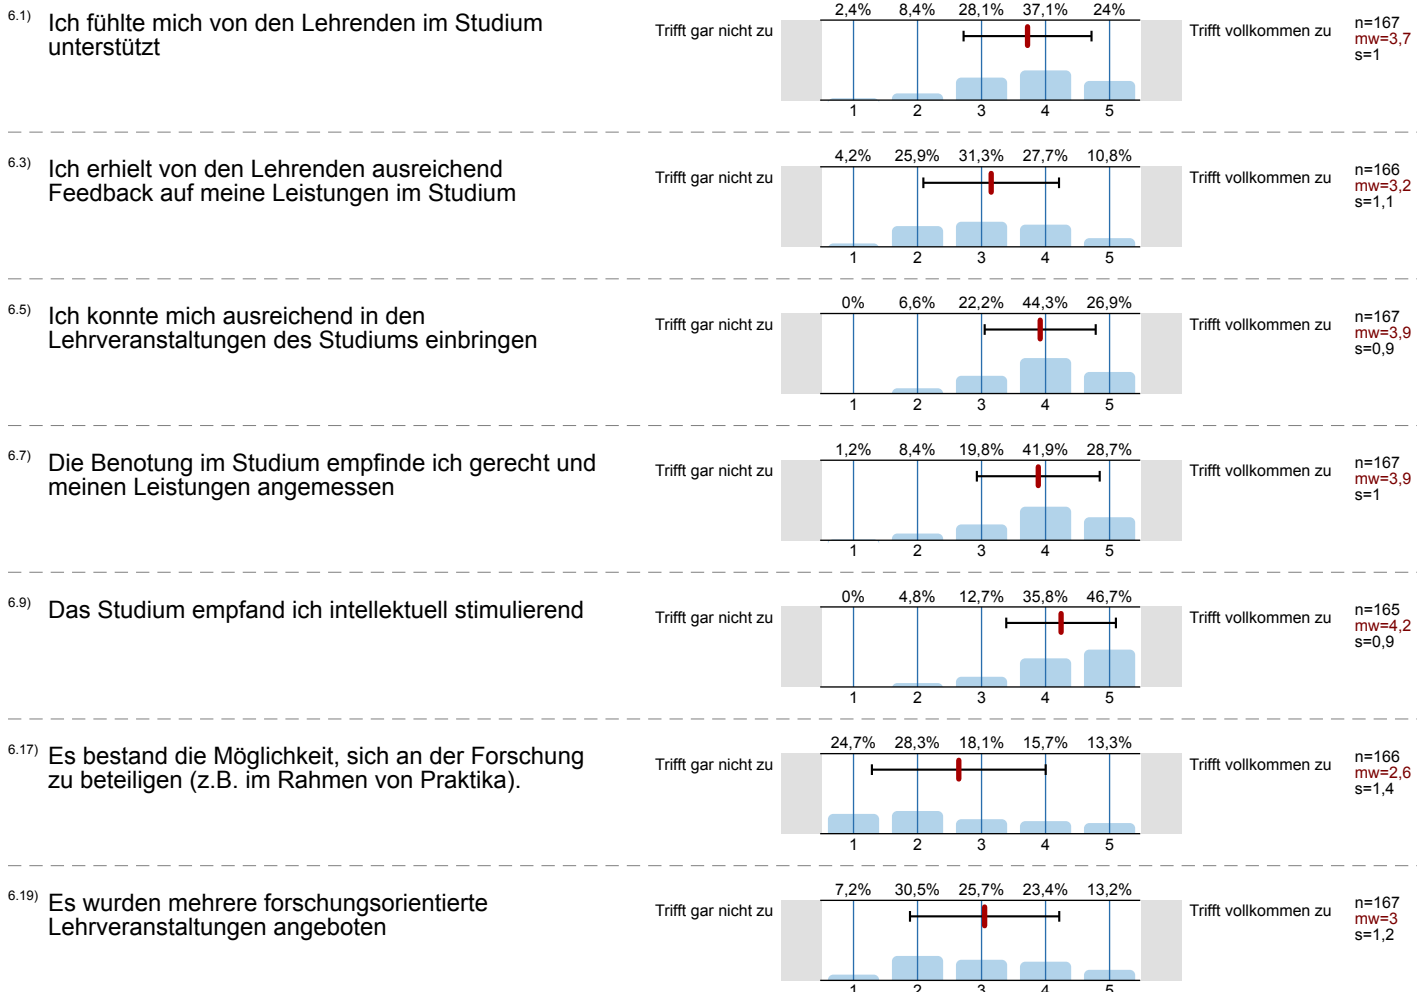 6.1) Ich fühlte mich von den Lehrenden im Studium
unterstützt
Trifft gar nicht zu
2,4% 8,4% 28,1% 37,1% 24%
1 2 3 4 5
Trifft vollkommen zu
n=167
mw=3,7
s=1
6.3) Ich erhielt von den Lehrenden ausreichend
Feedback auf meine Leistungen im Studium
Trifft gar nicht zu
4,2% 25,9% 31,3% 27,7% 10,8%
1 2 3 4 5
Trifft vollkommen zu
n=166
mw=3,2
s=1,1
6.5) Ich konnte mich ausreichend in den
Lehrveranstaltungen des Studiums einbringen
Trifft gar nicht zu
0% 6,6% 22,2% 44,3% 26,9%
1 2 3 4 5
Trifft vollkommen zu
n=167
mw=3,9
s=0,9
6.7) Die Benotung im Studium empfinde ich gerecht und
meinen Leistungen angemessen
Trifft gar nicht zu
1,2% 8,4% 19,8% 41,9% 28,7%
1 2 3 4 5
Trifft vollkommen zu
n=167
mw=3,9
s=1
6.9) Das Studium empfand ich intellektuell stimulierend
Trifft gar nicht zu
0% 4,8% 12,7% 35,8% 46,7%
1 2 3 4 5
Trifft vollkommen zu
n=165
mw=4,2
s=0,9
6.17) Es bestand die Möglichkeit, sich an der Forschung
zu beteiligen (z.B. im Rahmen von Praktika).
Trifft gar nicht zu
24,7% 28,3% 18,1% 15,7% 13,3%
1 2 3 4 5
Trifft vollkommen zu
n=166
mw=2,6
s=1,4
6.19) Es wurden mehrere forschungsorientierte
Lehrveranstaltungen angeboten
Trifft gar nicht zu
7,2% 30,5% 25,7% 23,4% 13,2%
1 2 3 4 5
Trifft vollkommen zu
n=167
mw=3
s=1,2